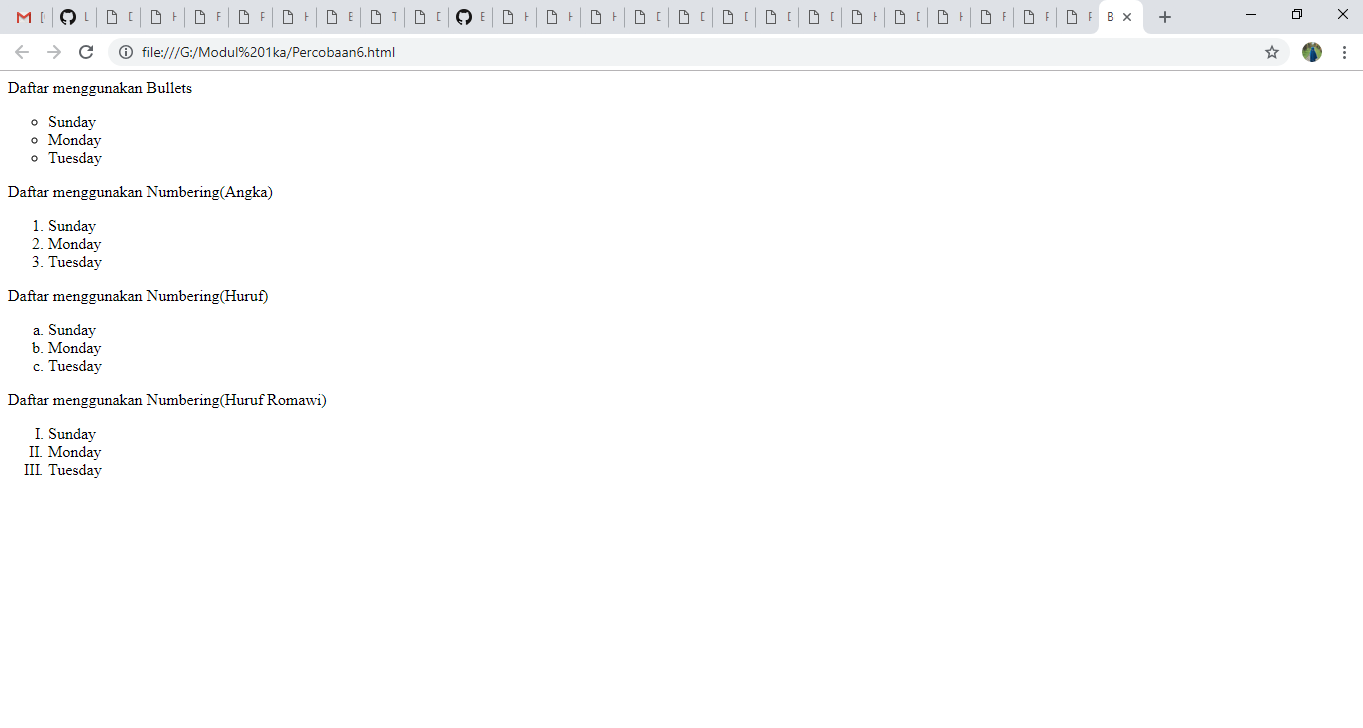 file:///G:/Modul%201ka/Percobaan6.html
Daftar menggunakan Bullets
Sunday
Monday
Tuesday
Daftar menggunakan Numbering(Angka)
1. Sunday
2. Monday
3. Tuesday
Daftar menggunakan Numbering(Huruf)
a. Sunday
b. Monday
c. Tuesday
Daftar menggunakan Numbering(Huruf Romawi)
I. Sunday
II. Monday
III. Tuesday